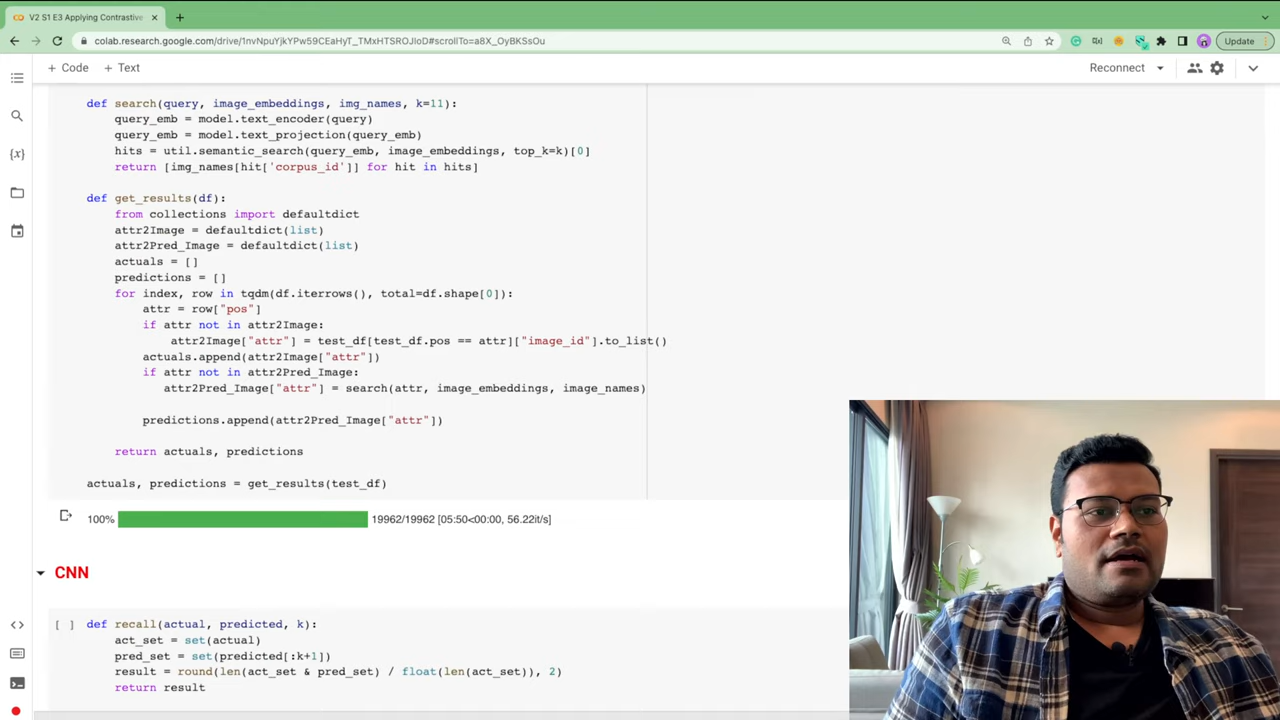 V2 S1 E3 Applying Contrastive
colab.research.google.com/drive/1nvNpuYjkYPw59CEaHyT_TMxHTSROJIoD#scrollTo=a8X_OyBKSsOu
Update
+ Code + Text
Reconnect
def search(query, image_embeddings, img_names, k=11):
query_emb = model.text_encoder(query)
query_emb = model.text_projection(query_emb)
hits = util.semantic_search(query_emb, image_embeddings, top_k=k)[0]
return [img_names[hit['corpus_id']] for hit in hits]
def get_results(df):
from collections import defaultdict
attr2Image = defaultdict(list)
attr2Pred_Image = defaultdict(list)
actuals = []
predictions = []
for index, row in tqdm(df.iterrows(), total=df.shape[0]):
attr = row["pos"]
if attr not in attr2Image:
attr2Image["attr"] = test_df[test_df.pos == attr]["image_id"].to_list()
actuals.append(attr2Image["attr"])
if attr not in attr2Pred_Image:
attr2Pred_Image["attr"] = search(attr, image_embeddings, image_names)
predictions.append(attr2Pred_Image["attr"])
return actuals, predictions
actuals, predictions = get_results(test_df)
100% 19962/19962 [05:50<00:00, 56.22it/s]
CNN
[ ] def recall(actual, predicted, k):
act_set = set(actual)
pred_set = set(predicted[:k+1])
result = round(len(act_set & pred_set) / float(len(act_set)), 2)
return result